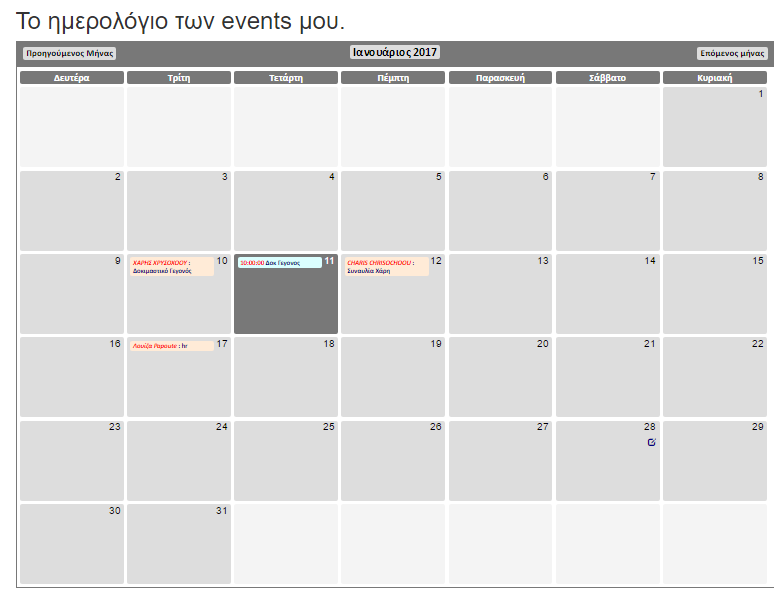 Το ημερολόγιο των events μου.
Προηγούμενος Μήνας Ιανουάριος 2017 Επόμενος μήνας
Δευτέρα Τρίτη Τετάρτη Πέμπτη Παρασκευή Σάββατο Κυριακή
1
2 3 4 5 6 7 8
9 ΧΑΡΗΣ ΧΡΥΣΟΧΟΟΥ : 10 10:00:00 Δοκ Γεγονος 11 CHARIS CHRISOCHOOU : 12 13 14 15
Δοκιμαστικό Γεγονός Συναυλία Χάρη
16 Λουίζα Papoute : hr 17 18 19 20 21 22
23 24 25 26 27 28 29
30 31